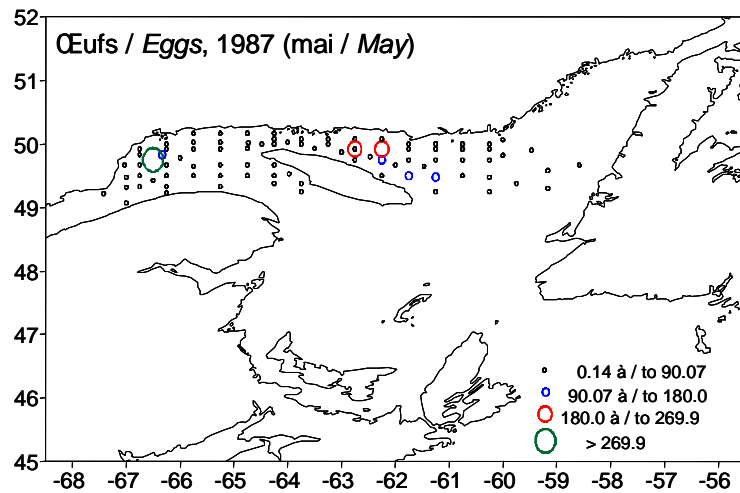 Œufs / Eggs, 1987 (mai / May)
52
51
50
49
48
47
46
45
0.14 à / to 90.07
90.07 à / to 180.0
180.0 à / to 269.9
> 269.9
-68 -67 -66 -65 -64 -63 -62 -61 -60 -59 -58 -57 -56